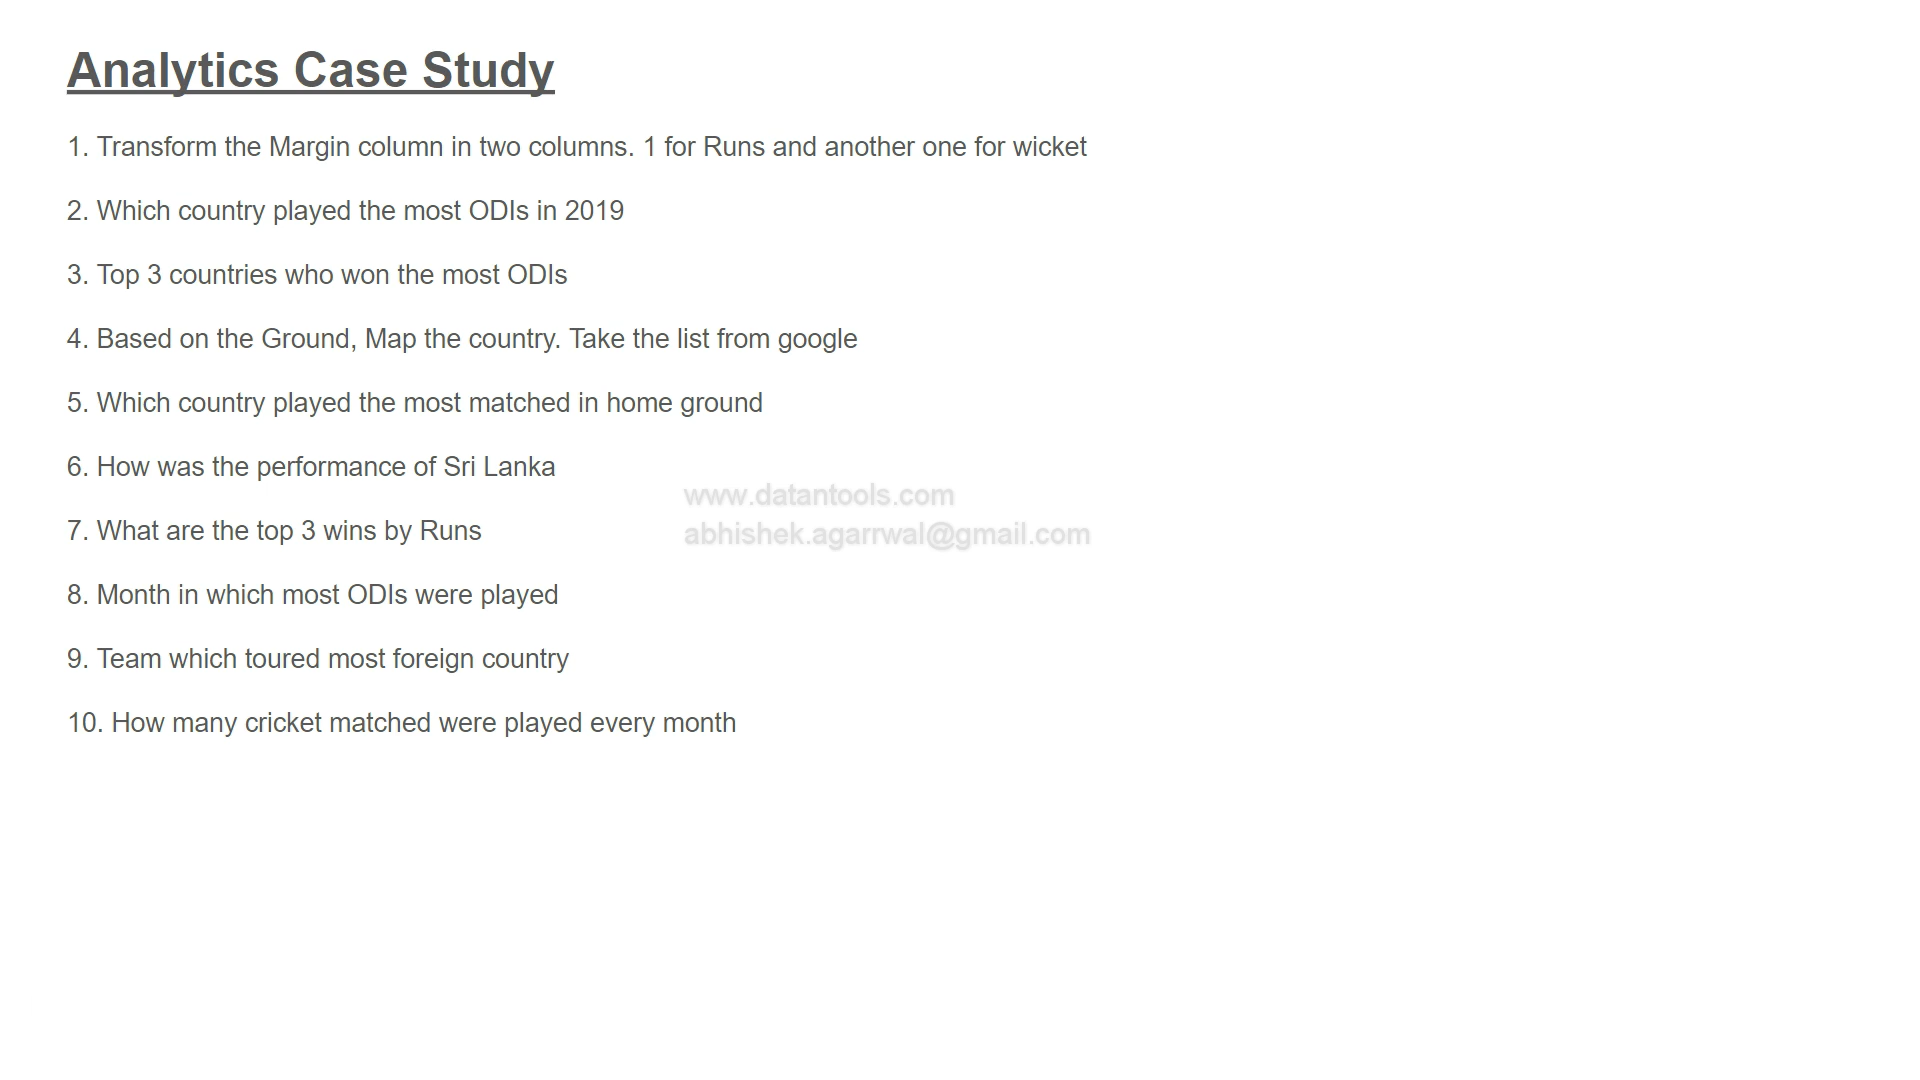 Analytics Case Study
1. Transform the Margin column in two columns. 1 for Runs and another one for wicket
2. Which country played the most ODIs in 2019
3. Top 3 countries who won the most ODIs
4. Based on the Ground, Map the country. Take the list from google
5. Which country played the most matched in home ground
6. How was the performance of Sri Lanka
www.datantools.com
7. What are the top 3 wins by Runs
abhishek.agarrwal@gmail.com
8. Month in which most ODIs were played
9. Team which toured most foreign country
10. How many cricket matched were played every month